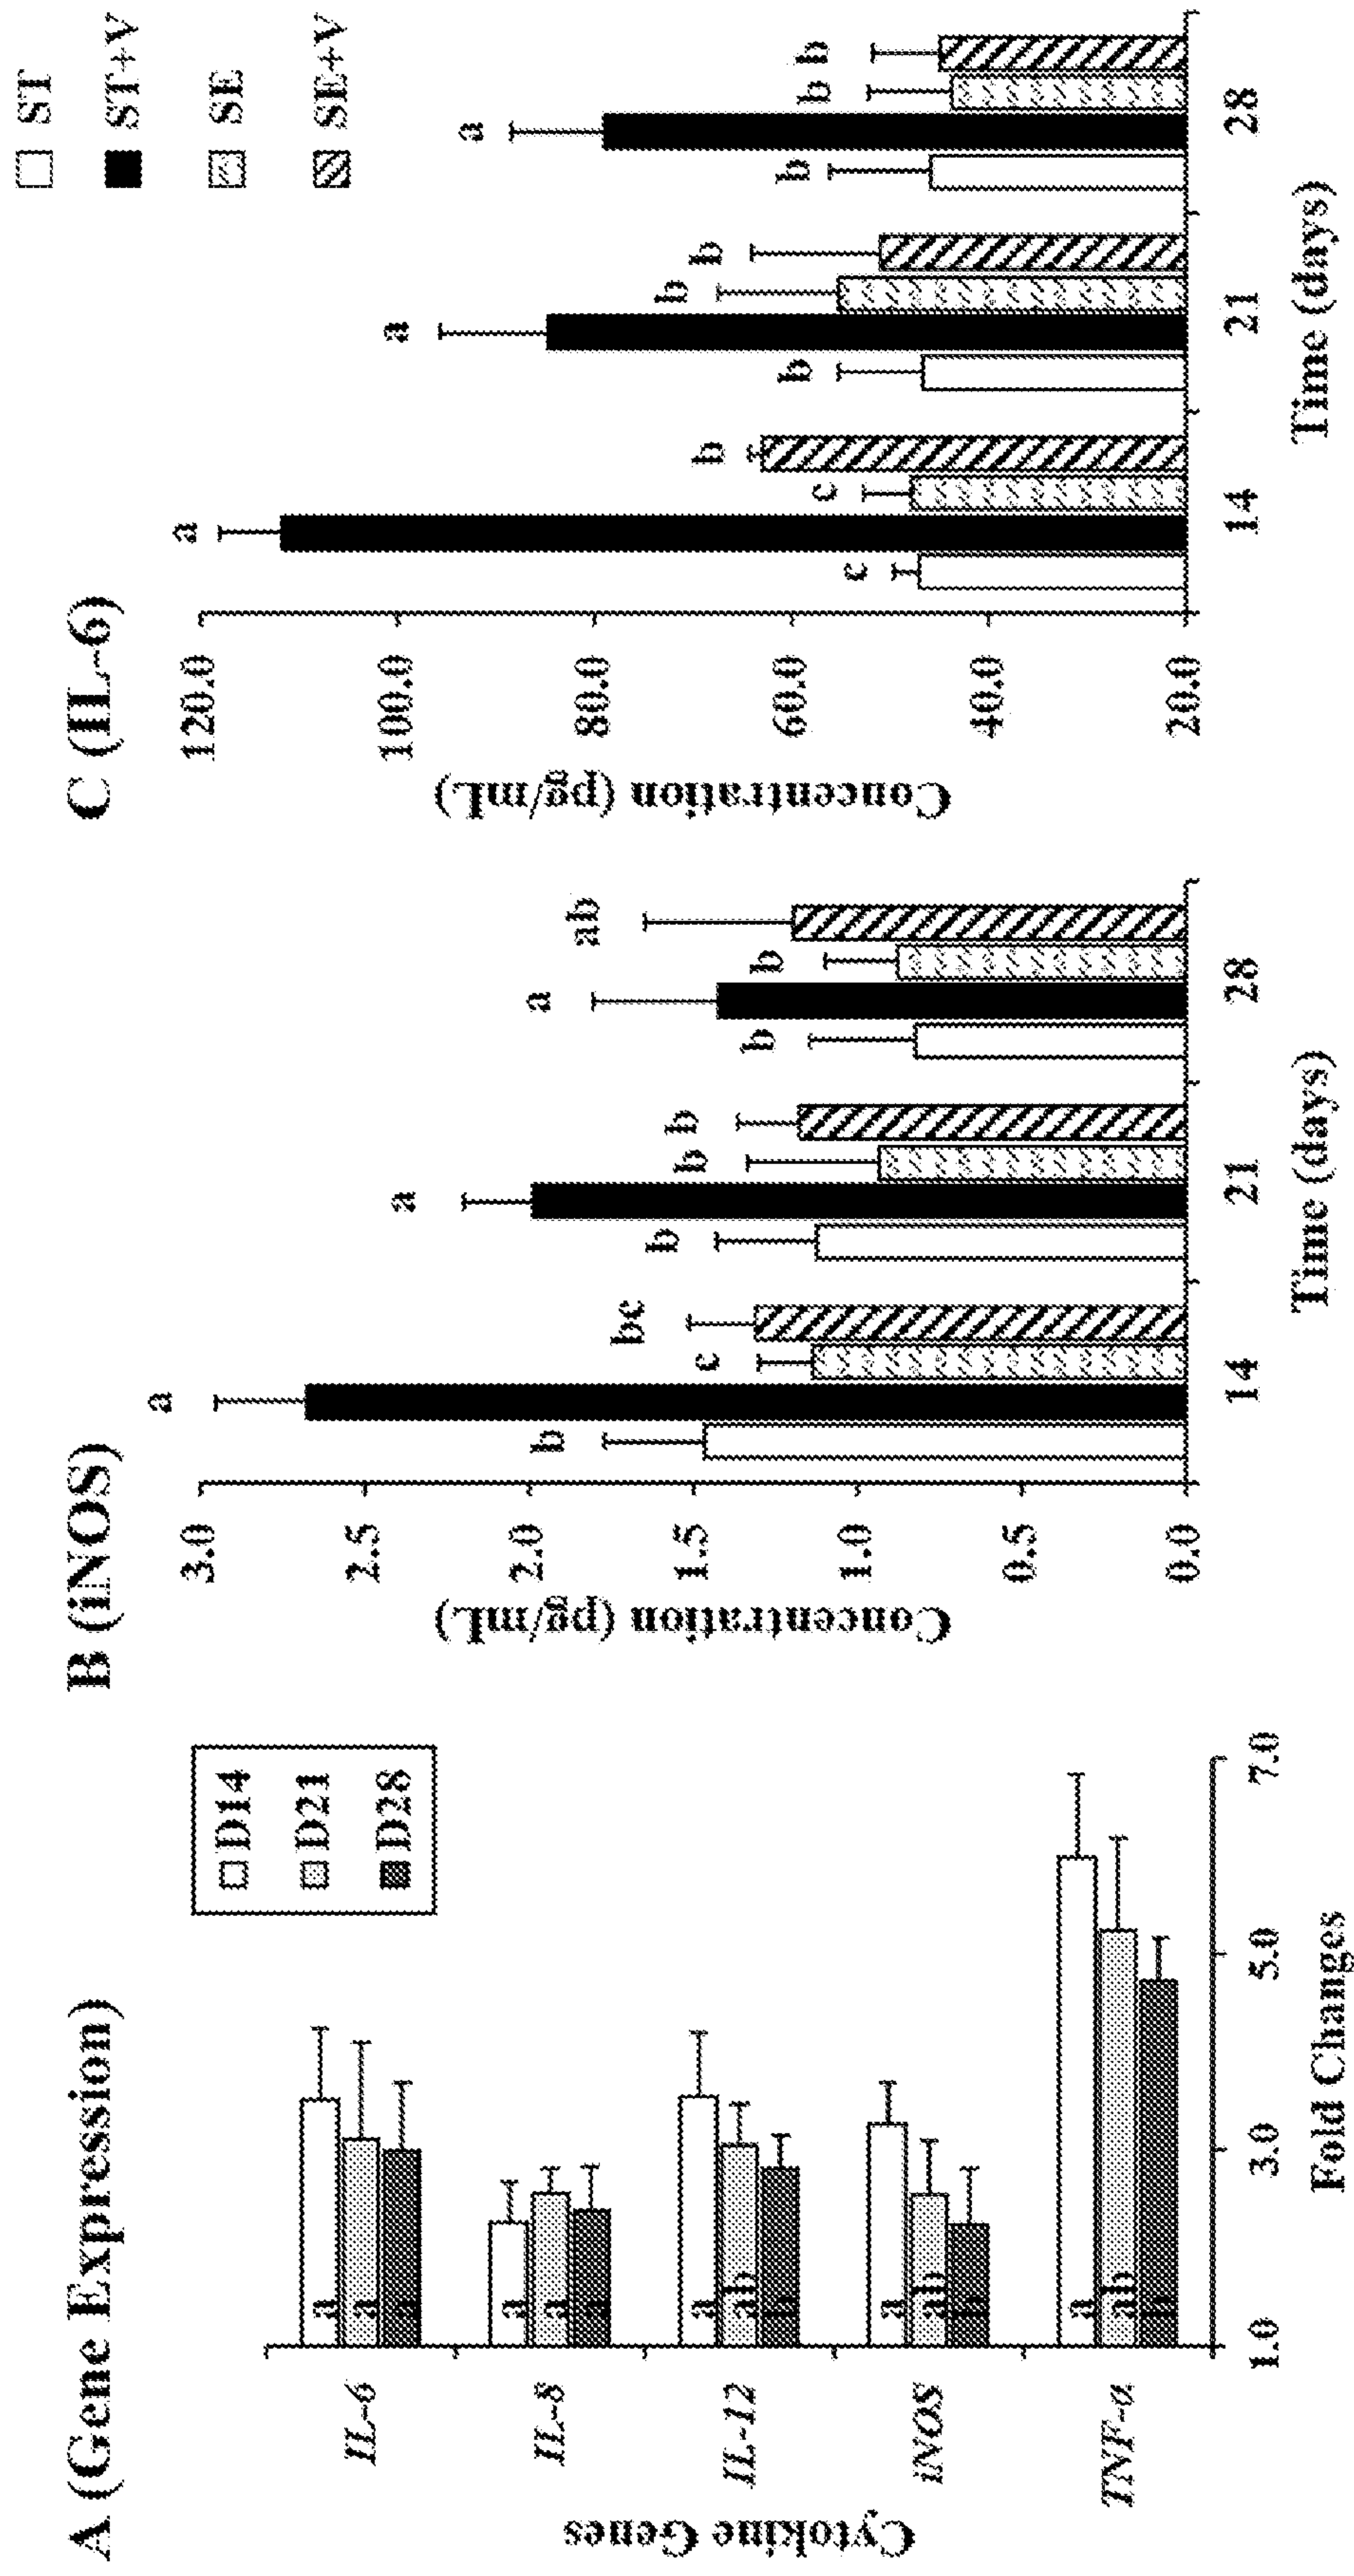 A (Gene Expression)
Cytokine Genes
IL-6
IL-8
IL-12
iNOS
TNF-α
a
a
a
a
a
a
a
ab
b
a
ab
b
a
ab
b
D14
D21
D28
1.0 3.0 5.0 7.0
Fold Changes
B (iNOS)
Concentration (pg/mL)
3.0
2.5
2.0
1.5
1.0
0.5
0.0
b a c bc
b a b b
b a b ab
14 21 28
Time (days)
C (IL-6)
Concentration (pg/mL)
120.0
100.0
80.0
60.0
40.0
20.0
c a c b
b a b b
b a b b
14 21 28
Time (days)
ST
ST+V
SE
SE+V